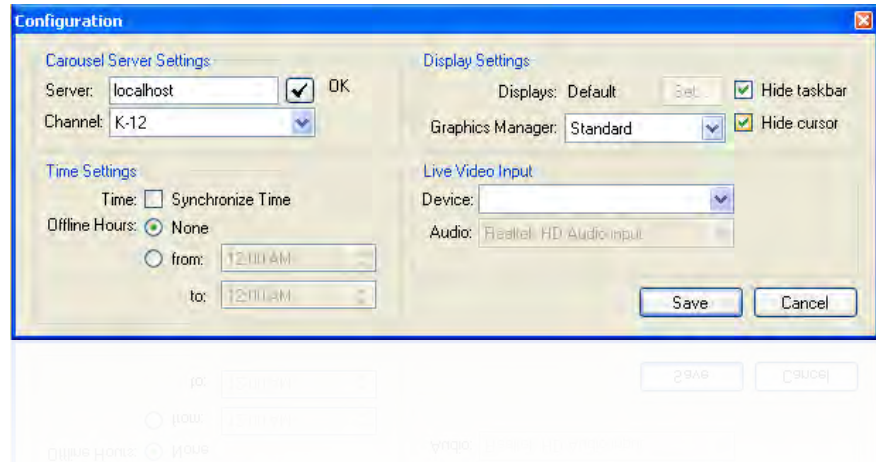 Configuration
Carousel Server Settings
Server: localhost OK
Channel: K-12
Time Settings
Time: Synchronize Time
Offline Hours: None
from: 12:00 AM
to: 12:00 AM
Display Settings
Displays: Default Set... Hide taskbar
Graphics Manager: Standard Hide cursor
Live Video Input
Device:
Audio: Realtek HD Audio Input
Save Cancel